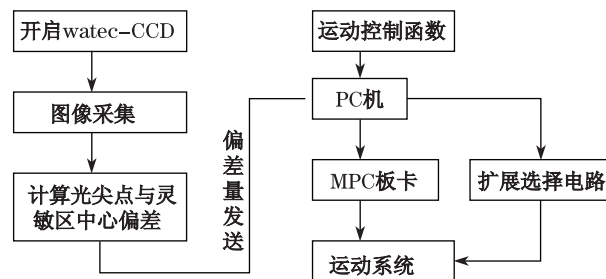 开启watec-CCD
图像采集
计算光尖点与灵
敏区中心偏差
偏差量发送
运动控制函数
PC机
MPC板卡
扩展选择电路
运动系统